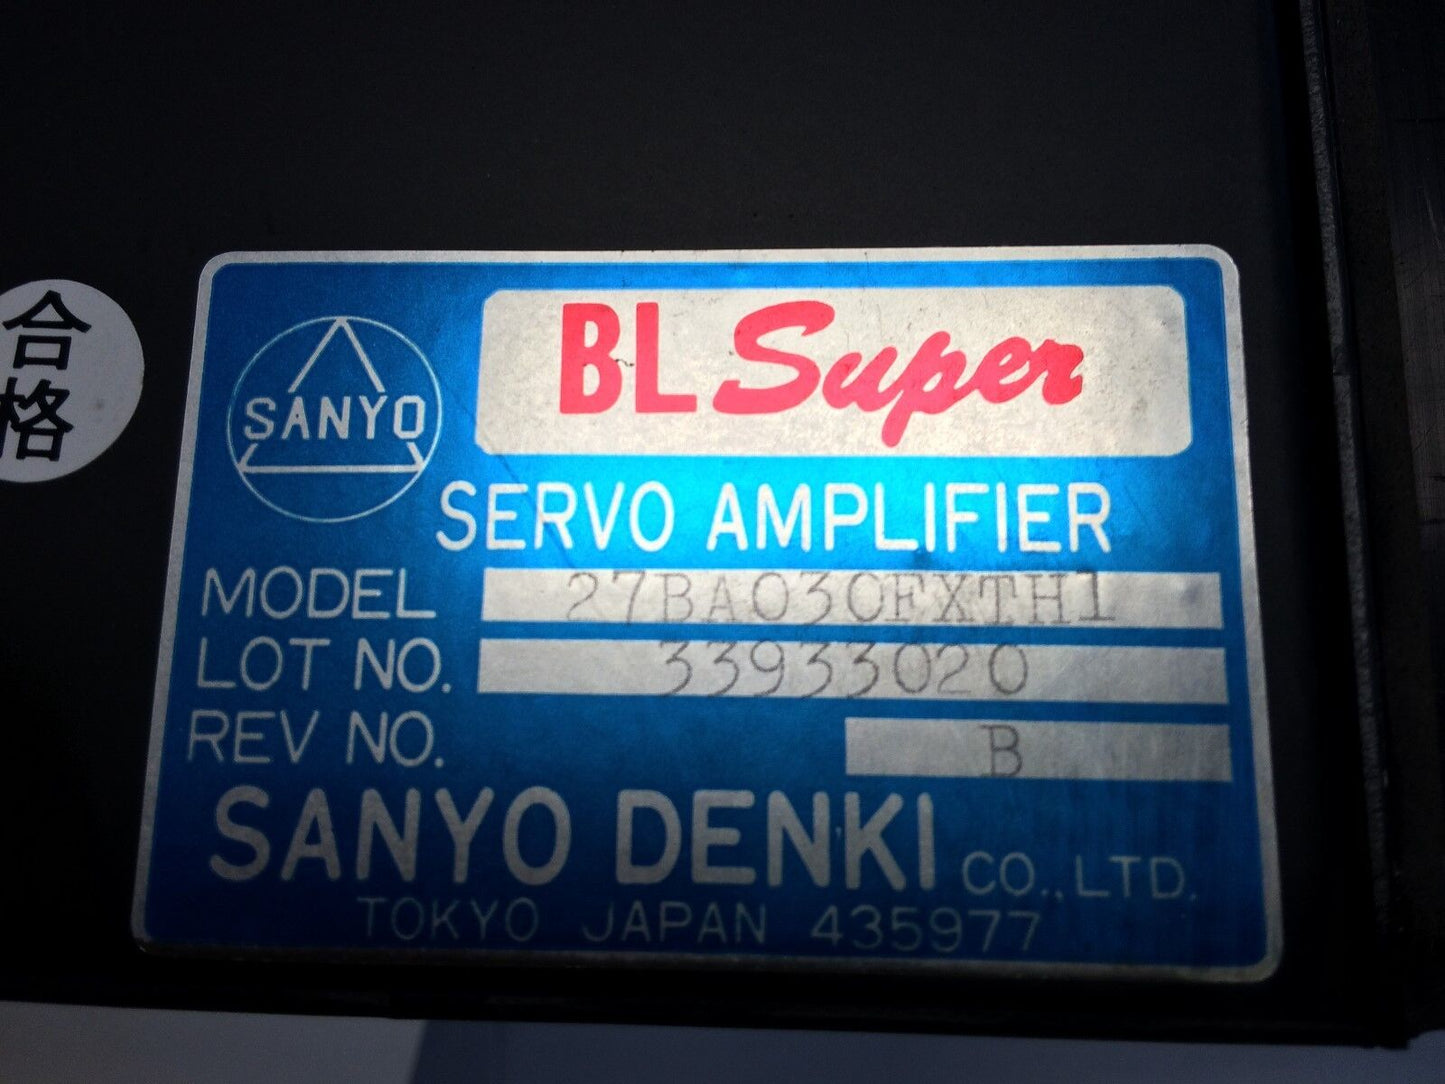 合
格
SANYO
BL Super
SERVO AMPLIFIER
MODEL 27BA030FXTH1
LOT NO. 33933020
REV NO. B
SANYO DENKI CO., LTD.
TOKYO JAPAN 435977